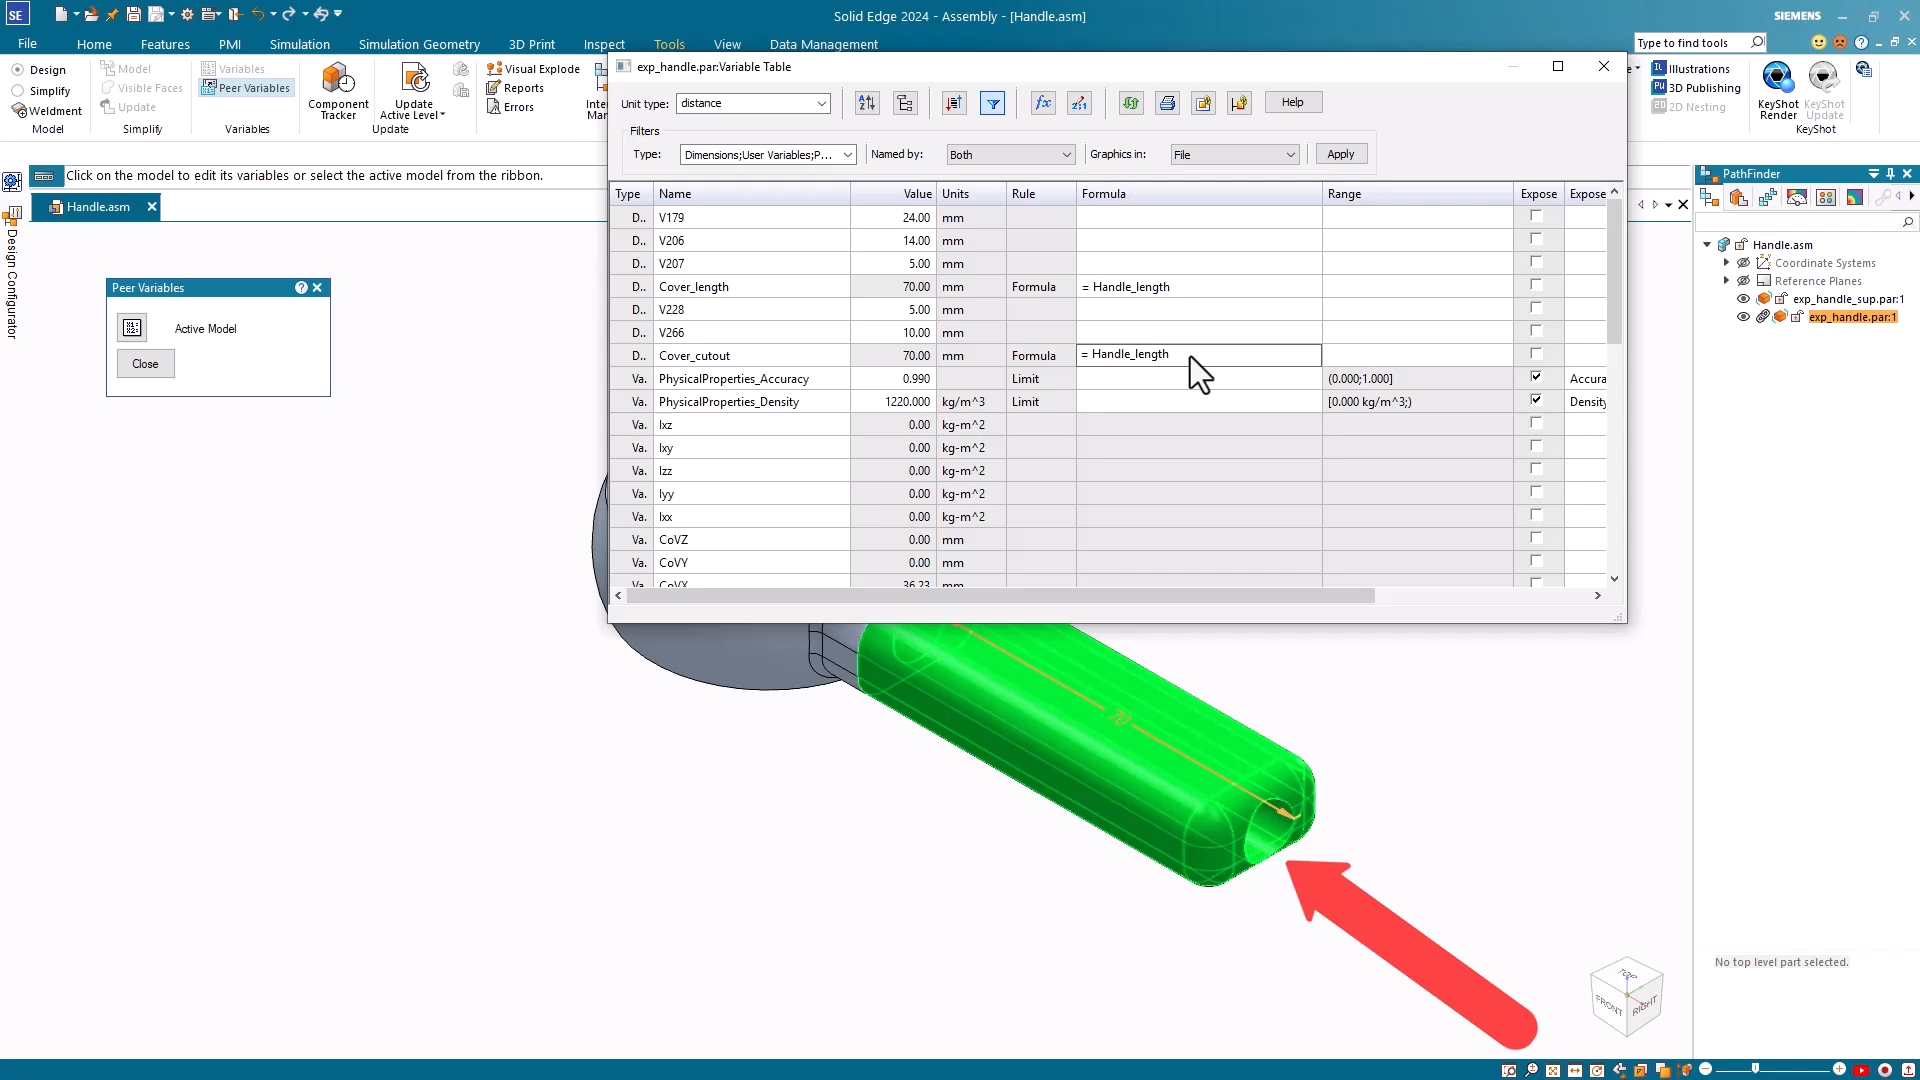 SE
Solid Edge 2024 - Assembly - [Handle.asm]
SIEMENS
File Home Features PMI Simulation Simulation Geometry 3D Print Inspect Tools View Data Management
Type to find tools
Design
Simplify
Weldment
Model
Model
Visible Faces
Update
Simplify
Variables
Peer Variables
Variables
Component
Tracker
Update
Active Level
Update
Visual Explode
Reports
Errors
Illustrations
3D Publishing
2D Nesting
KeyShot
Render
KeyShot
Update
KeyShot
Click on the model to edit its variables or select the active model from the ribbon.
Handle.asm
Design Configurator
Peer Variables
Active Model
Close
exp_handle.par:Variable Table
Unit type: distance
Help
Filters
Type: Dimensions;User Variables;P... Named by: Both Graphics in: File Apply
Type Name Value Units Rule Formula Range Expose Expose
D.. V179 24.00 mm
D.. V206 14.00 mm
D.. V207 5.00 mm
D.. Cover_length 70.00 mm Formula = Handle_length
D.. V228 5.00 mm
D.. V266 10.00 mm
D.. Cover_cutout 70.00 mm Formula = Handle_length
Va. PhysicalProperties_Accuracy 0.990 Limit (0.000;1.000] Accura
Va. PhysicalProperties_Density 1220.000 kg/m^3 Limit [0.000 kg/m^3;) Density
Va. Ixz 0.00 kg-m^2
Va. Ixy 0.00 kg-m^2
Va. Izz 0.00 kg-m^2
Va. Iyy 0.00 kg-m^2
Va. Ixx 0.00 kg-m^2
Va. CoVZ 0.00 mm
Va. CoVY 0.00 mm
Va. CoVX 36.23 mm
70
PathFinder
Handle.asm
Coordinate Systems
Reference Planes
exp_handle_sup.par:1
exp_handle.par:1
No top level part selected.
TOP
FRONT
RIGHT